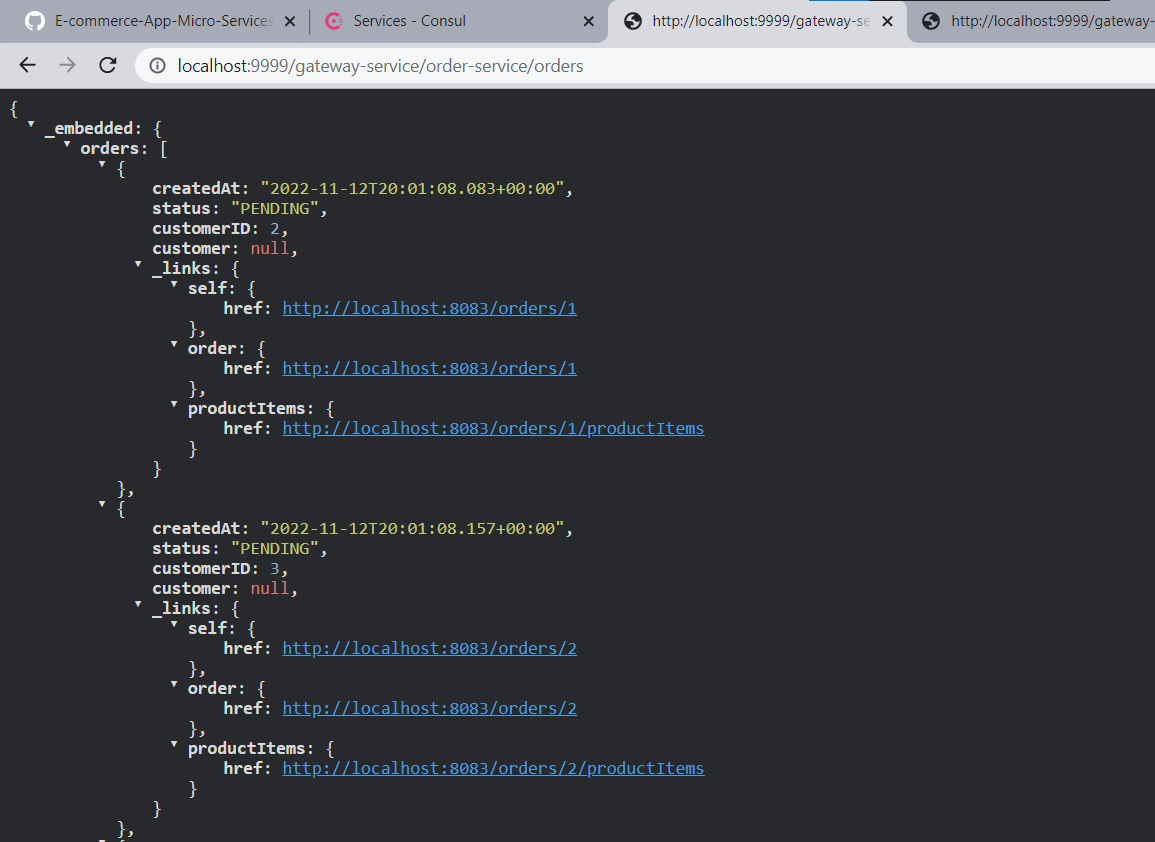 E-commerce-App-Micro-Services
Services - Consul
http://localhost:9999/gateway-se
http://localhost:9999/gateway-
localhost:9999/gateway-service/order-service/orders
{
_embedded: {
orders: [
{
createdAt: "2022-11-12T20:01:08.083+00:00",
status: "PENDING",
customerID: 2,
customer: null,
_links: {
self: {
href: http://localhost:8083/orders/1
},
order: {
href: http://localhost:8083/orders/1
},
productItems: {
href: http://localhost:8083/orders/1/productItems
}
}
},
{
createdAt: "2022-11-12T20:01:08.157+00:00",
status: "PENDING",
customerID: 3,
customer: null,
_links: {
self: {
href: http://localhost:8083/orders/2
},
order: {
href: http://localhost:8083/orders/2
},
productItems: {
href: http://localhost:8083/orders/2/productItems
}
}
},